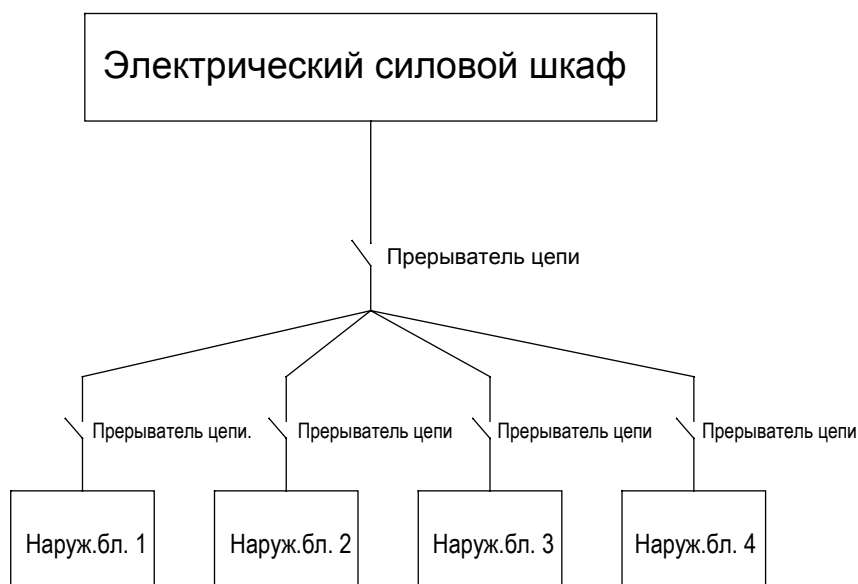 Электрический силовой шкаф
Прерыватель цепи
Прерыватель цепи.
Прерыватель цепи
Прерыватель цепи
Прерыватель цепи
Наруж.бл. 1
Наруж.бл. 2
Наруж.бл. 3
Наруж.бл. 4